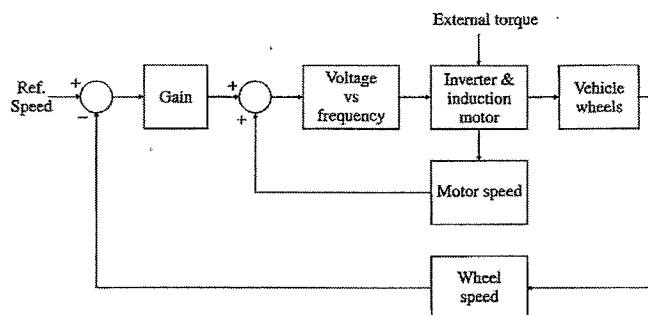 External torque
Ref.
Speed
+
−
Gain
+
+
Voltage
vs
frequency
Inverter &
induction
motor
Vehicle
wheels
Motor speed
Wheel
speed